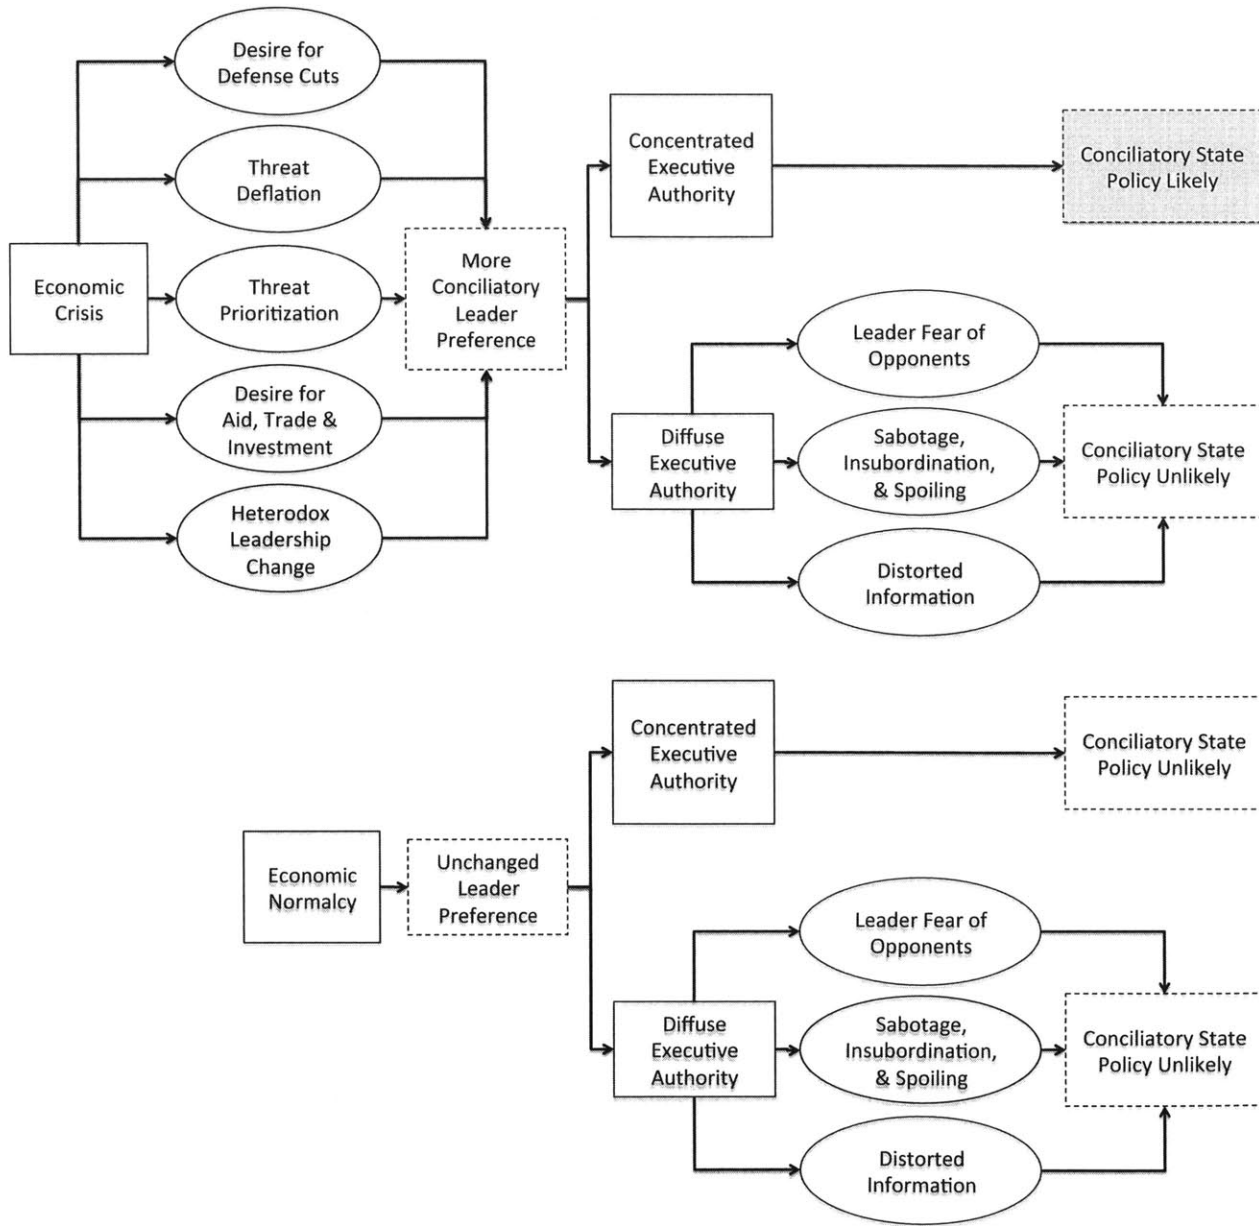 Desire for
Defense Cuts
Threat
Deflation
Economic
Crisis
Threat
Prioritization
Desire for
Aid, Trade &
Investment
Heterodox
Leadership
Change
More
Conciliatory
Leader
Preference
Concentrated
Executive
Authority
Conciliatory State
Policy Likely
Diffuse
Executive
Authority
Leader Fear of
Opponents
Sabotage,
Insubordination,
& Spoiling
Distorted
Information
Conciliatory State
Policy Unlikely
Economic
Normalcy
Unchanged
Leader
Preference
Concentrated
Executive
Authority
Conciliatory State
Policy Unlikely
Diffuse
Executive
Authority
Leader Fear of
Opponents
Sabotage,
Insubordination,
& Spoiling
Distorted
Information
Conciliatory State
Policy Unlikely